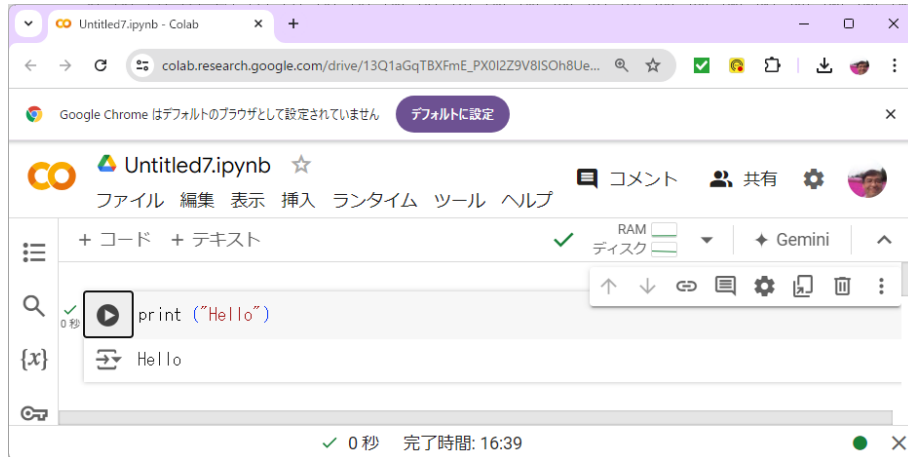 Untitled7.ipynb - Colab
colab.research.google.com/drive/13Q1aGqTBXFmE_PX0I2Z9V8ISOh8Ue...
Google Chrome はデフォルトのブラウザとして設定されていません デフォルトに設定
Untitled7.ipynb
コメント 共有
ファイル 編集 表示 挿入 ランタイム ツール ヘルプ
+ コード + テキスト
RAM
ディスク
Gemini
print ("Hello")
0 秒
{x}
Hello
0 秒 完了時間: 16:39